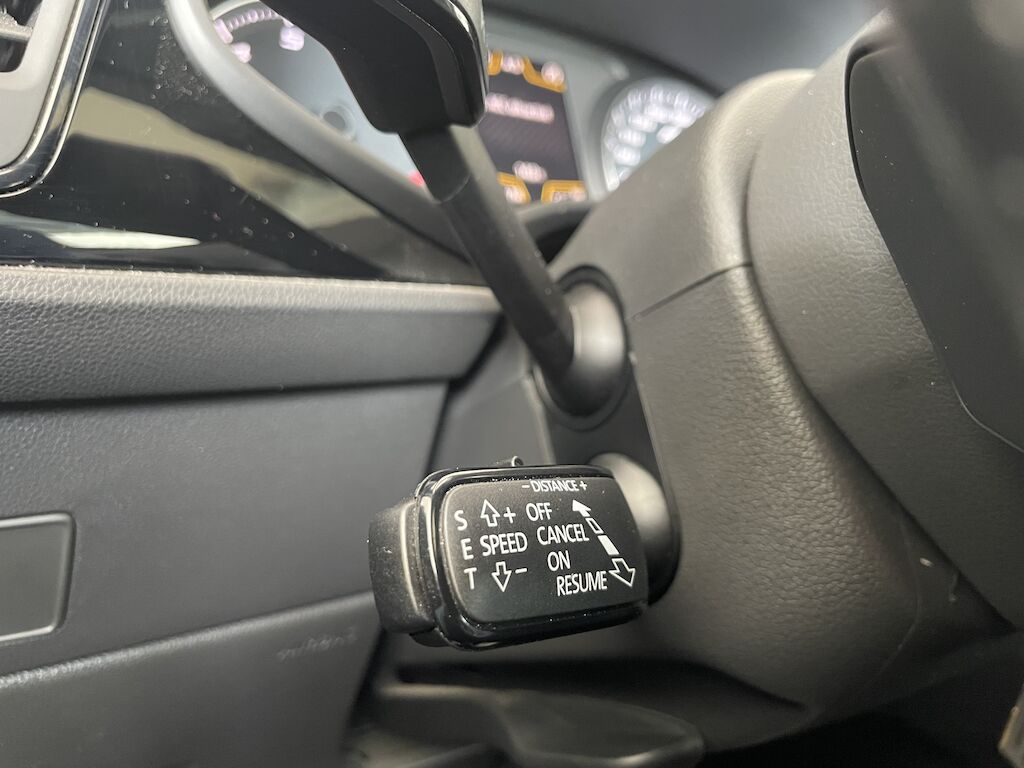 − DISTANCE +
S + OFF
E SPEED CANCEL
ON
T − RESUME